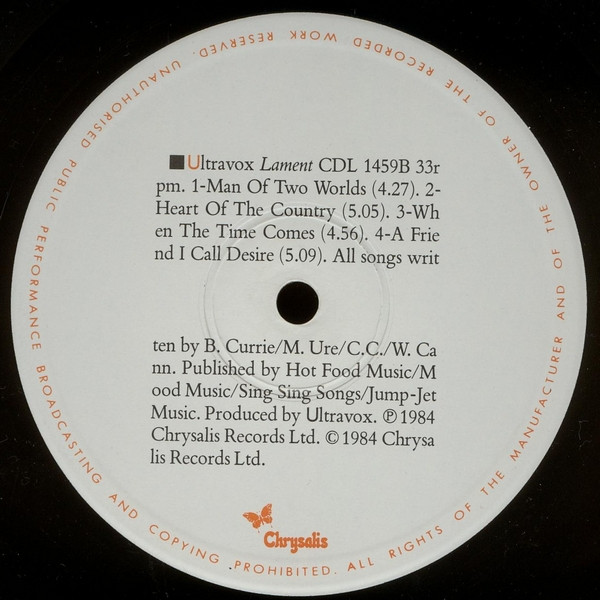 ■Ultravox Lament CDL 1459B 33r
pm. 1-Man Of Two Worlds (4.27). 2-
Heart Of The Country (5.05). 3-Wh
en The Time Comes (4.56). 4-A Frie
nd I Call Desire (5.09). All songs writ
ten by B. Currie/M. Ure/C.C./W. Ca
nn. Published by Hot Food Music/M
ood Music/Sing Sing Songs/Jump-Jet
Music. Produced by Ultravox. ℗ 1984
Chrysalis Records Ltd. © 1984 Chrysa
lis Records Ltd.
Chrysalis
ALL RIGHTS OF THE MANUFACTURER AND OF THE OWNER OF THE RECORDED WORK RESERVED. UNAUTHORISED PUBLIC PERFORMANCE BROADCASTING AND COPYING PROHIBITED.